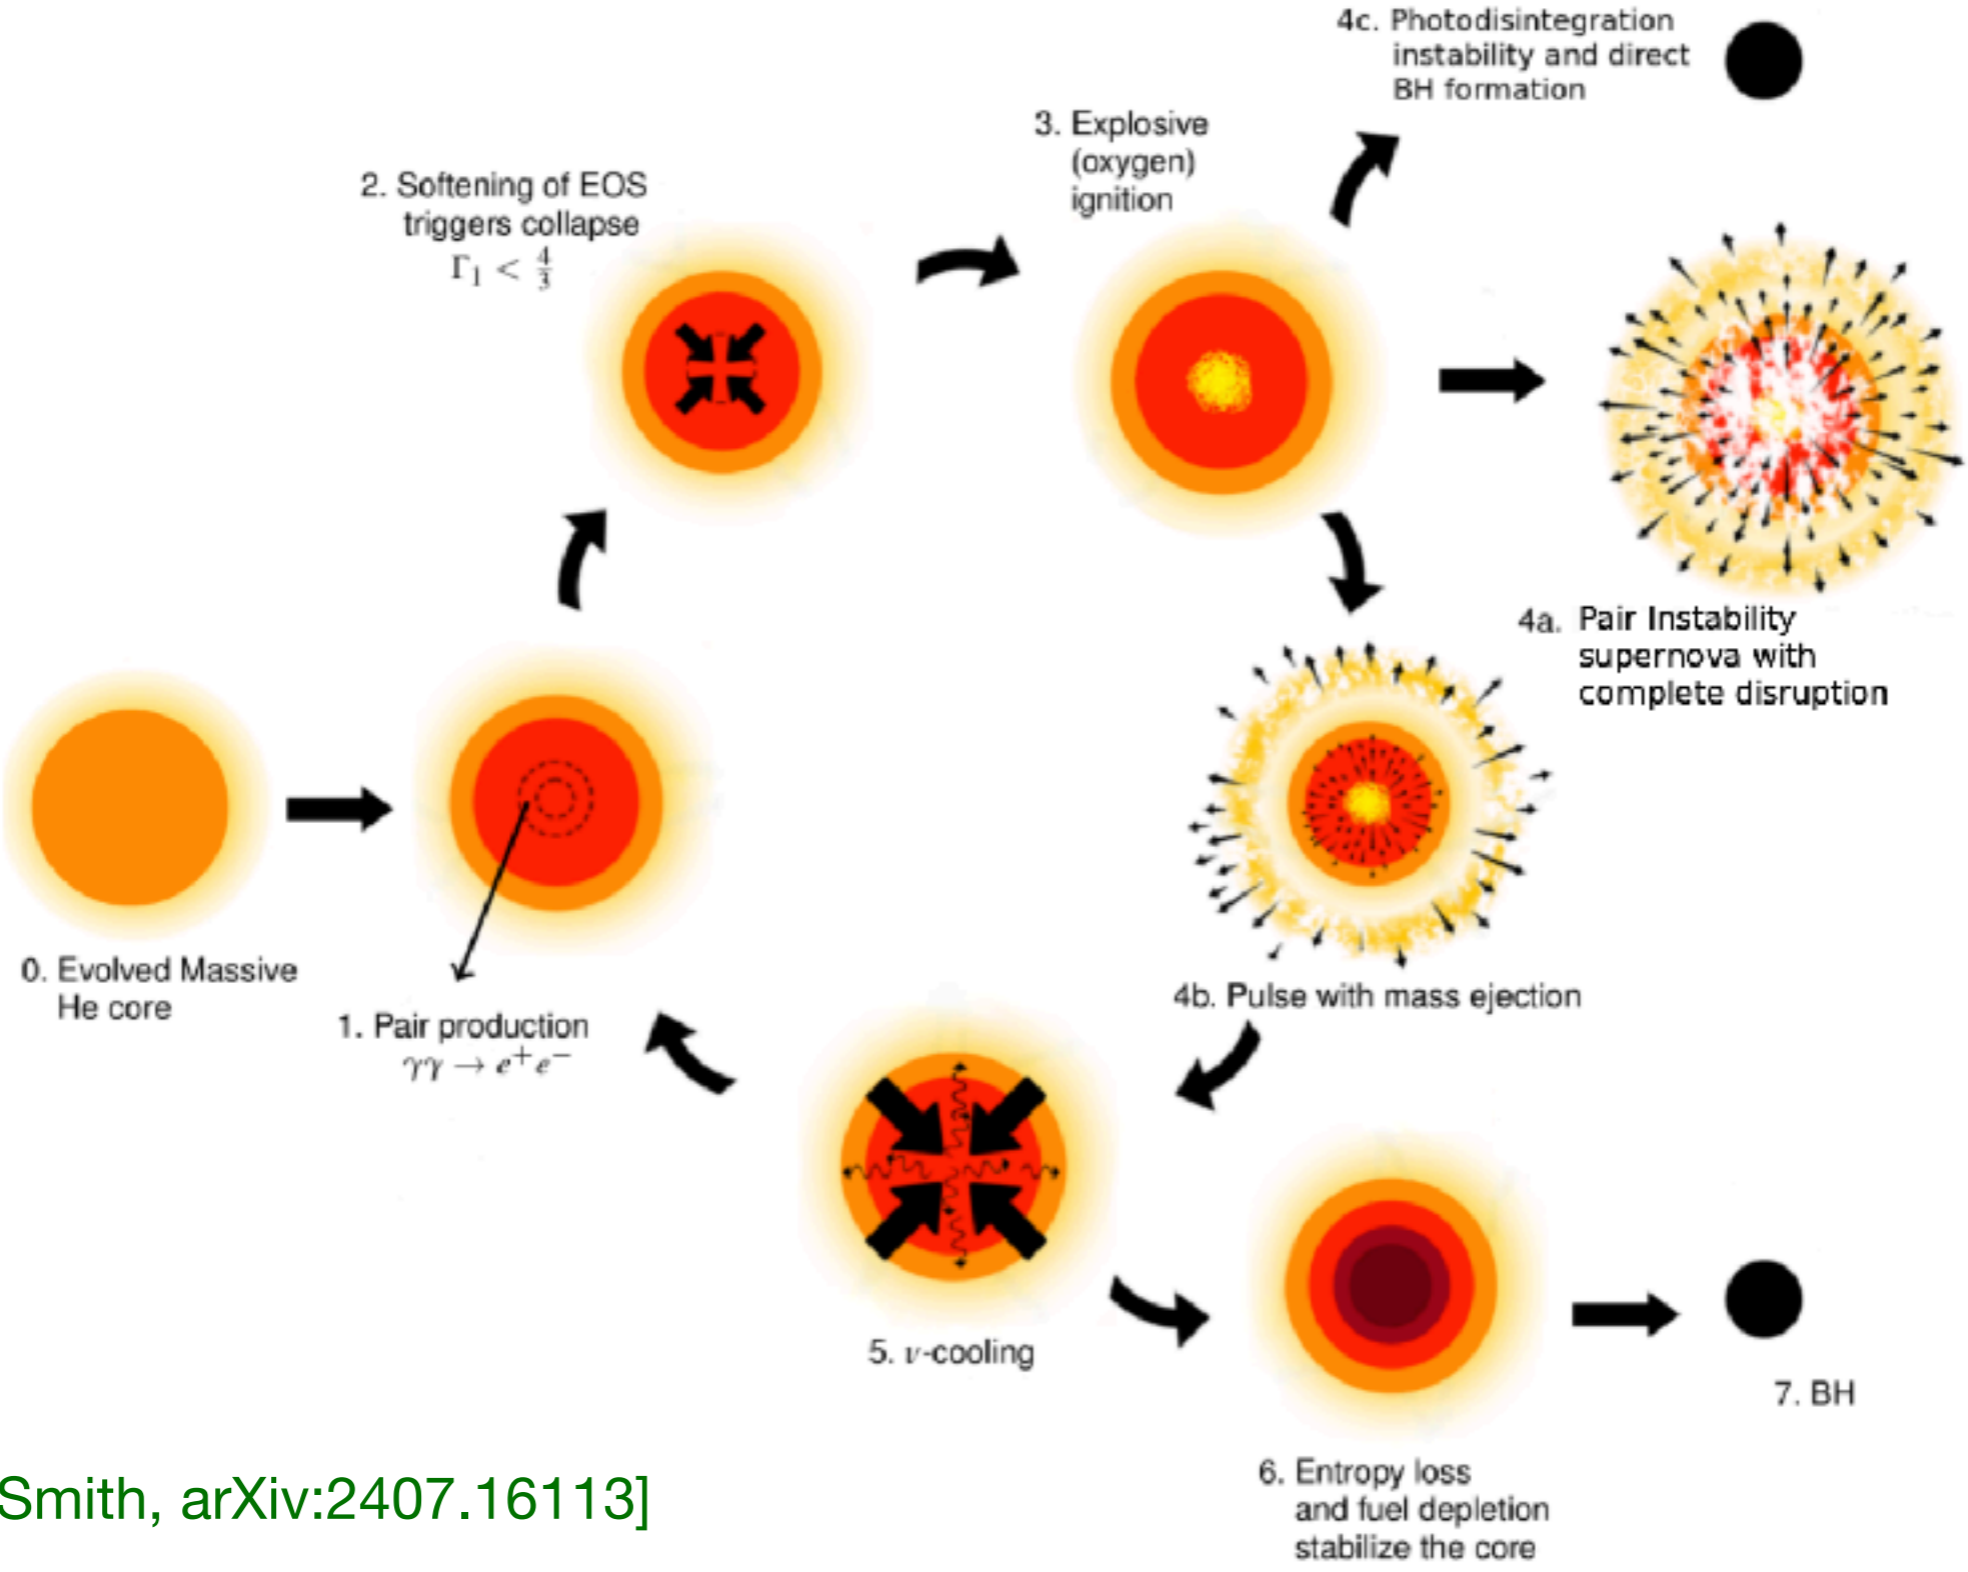 4c. Photodisintegration
instability and direct
BH formation
3. Explosive
(oxygen)
ignition
2. Softening of EOS
triggers collapse
Γ₁ < 4/3
4a. Pair Instability
supernova with
complete disruption
0. Evolved Massive
He core
1. Pair production
γγ → e⁺e⁻
4b. Pulse with mass ejection
5. ν-cooling
7. BH
6. Entropy loss
and fuel depletion
stabilize the core
Smith, arXiv:2407.16113]